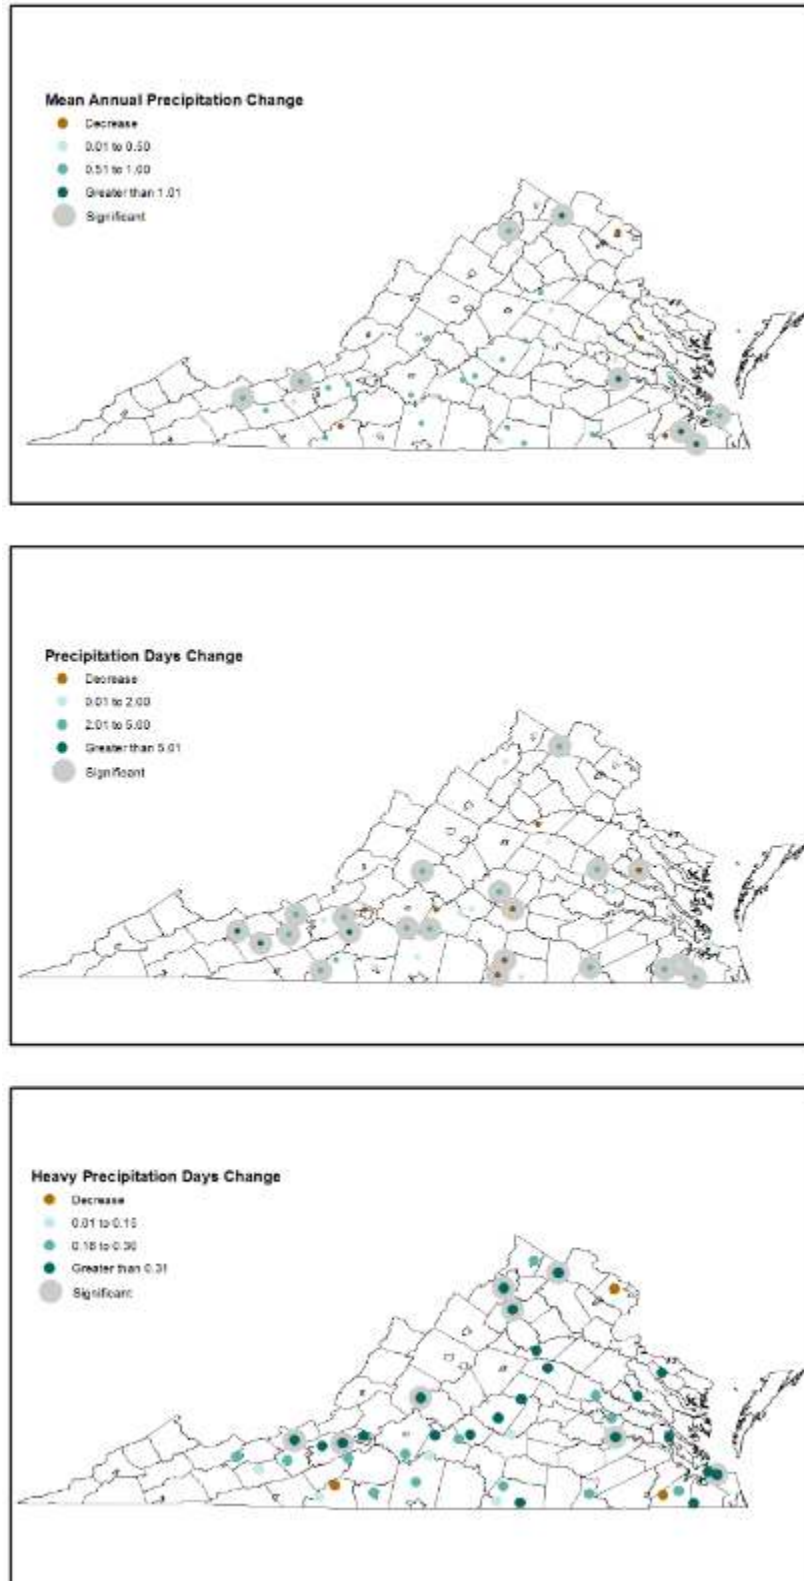 Mean Annual Precipitation Change
Decrease
0.01 to 0.50
0.51 to 1.00
Greater than 1.01
Significant
Precipitation Days Change
Decrease
0.01 to 2.00
2.01 to 5.00
Greater than 5.01
Significant
Heavy Precipitation Days Change
Decrease
0.01 to 0.15
0.16 to 0.30
Greater than 0.31
Significant